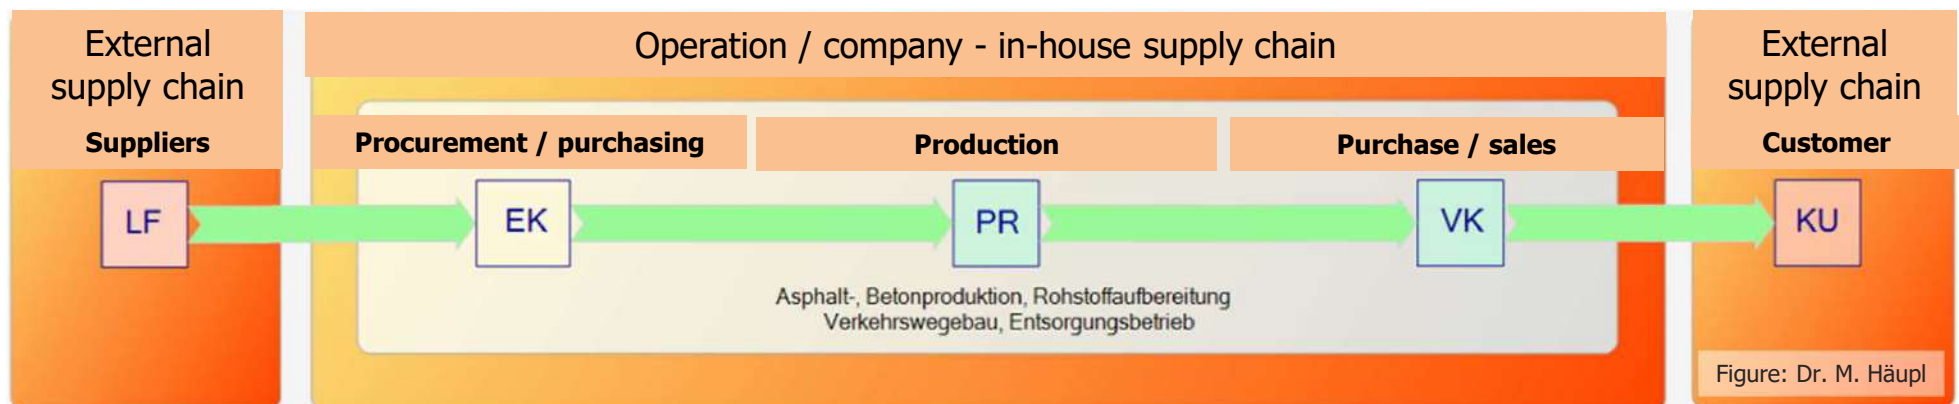 External
supply chain
Operation / company - in-house supply chain
External
supply chain
Suppliers
Procurement / purchasing
Production
Purchase / sales
Customer
LF
EK
PR
VK
KU
Asphalt-, Betonproduktion, Rohstoffaufbereitung
Verkehrswegebau, Entsorgungsbetrieb
Figure: Dr. M. Häupl